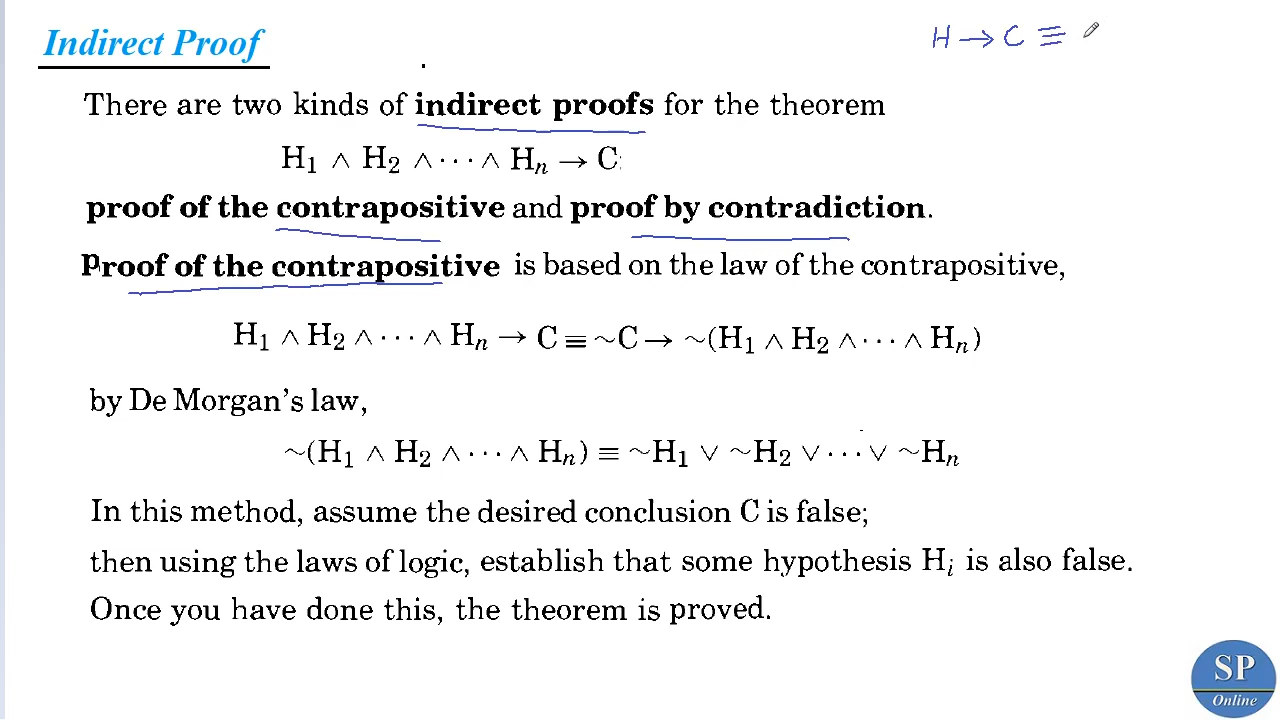 Indirect Proof
H → C ≡
There are two kinds of indirect proofs for the theorem
H₁ ∧ H₂ ∧ ··· ∧ Hₙ → C
proof of the contrapositive and proof by contradiction.
Proof of the contrapositive is based on the law of the contrapositive,
H₁ ∧ H₂ ∧ ··· ∧ Hₙ → C ≡ ~C → ~(H₁ ∧ H₂ ∧ ··· ∧ Hₙ)
by De Morgan's law,
~(H₁ ∧ H₂ ∧ ··· ∧ Hₙ) ≡ ~H₁ ∨ ~H₂ ∨ ··· ∨ ~Hₙ
In this method, assume the desired conclusion C is false;
then using the laws of logic, establish that some hypothesis Hᵢ is also false.
Once you have done this, the theorem is proved.
SP
Online